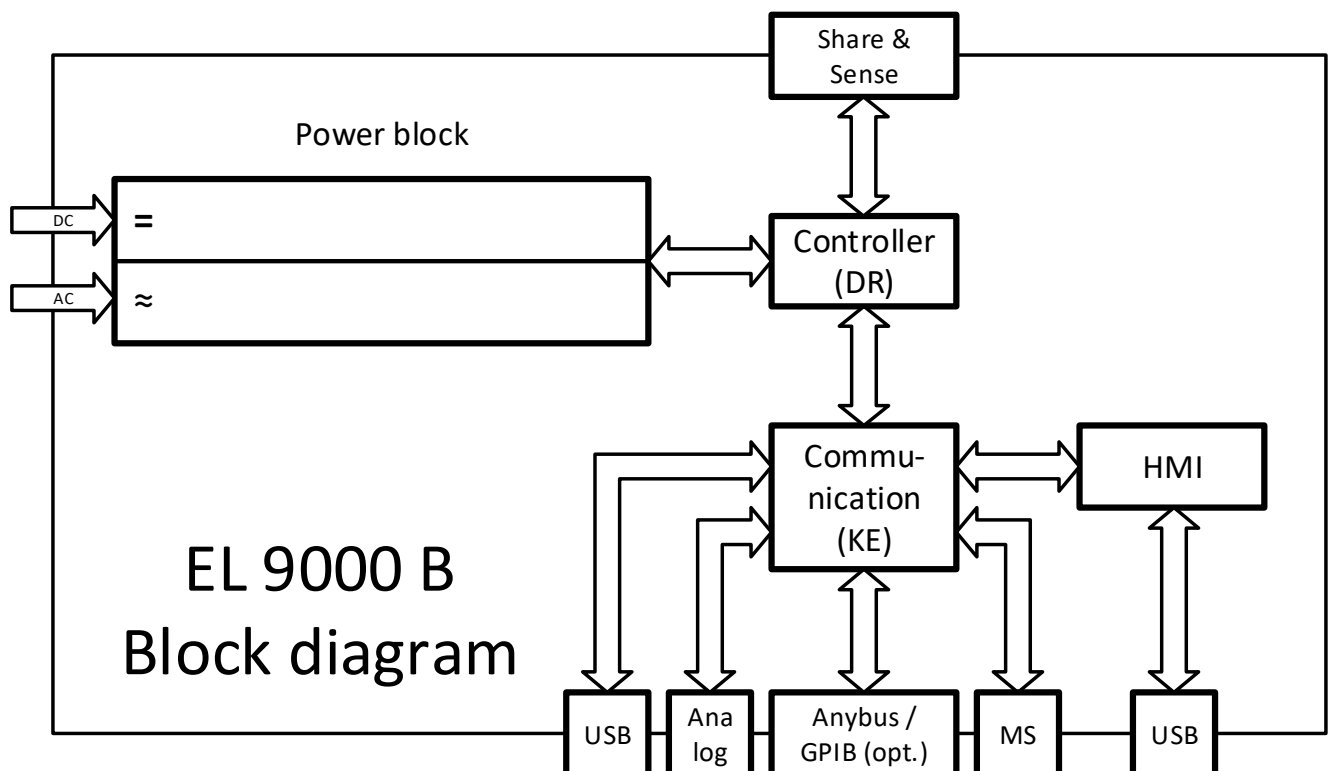 Share &
Sense
Power block
DC
=
AC
≈
Controller
(DR)
Commu-
nication
(KE)
HMI
EL 9000 B
Block diagram
USB
Ana
log
Anybus /
GPIB (opt.)
MS
USB